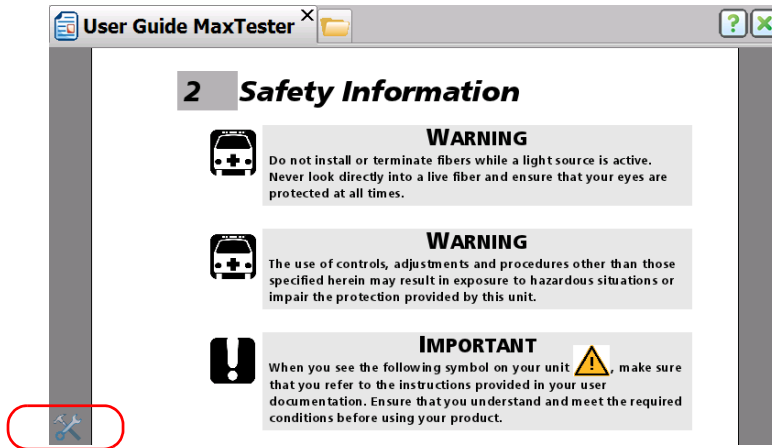 User Guide MaxTester
2 Safety Information
WARNING
Do not install or terminate fibers while a light source is active.
Never look directly into a live fiber and ensure that your eyes are
protected at all times.
WARNING
The use of controls, adjustments and procedures other than those
specified herein may result in exposure to hazardous situations or
impair the protection provided by this unit.
IMPORTANT
When you see the following symbol on your unit , make sure
that you refer to the instructions provided in your user
documentation. Ensure that you understand and meet the required
conditions before using your product.